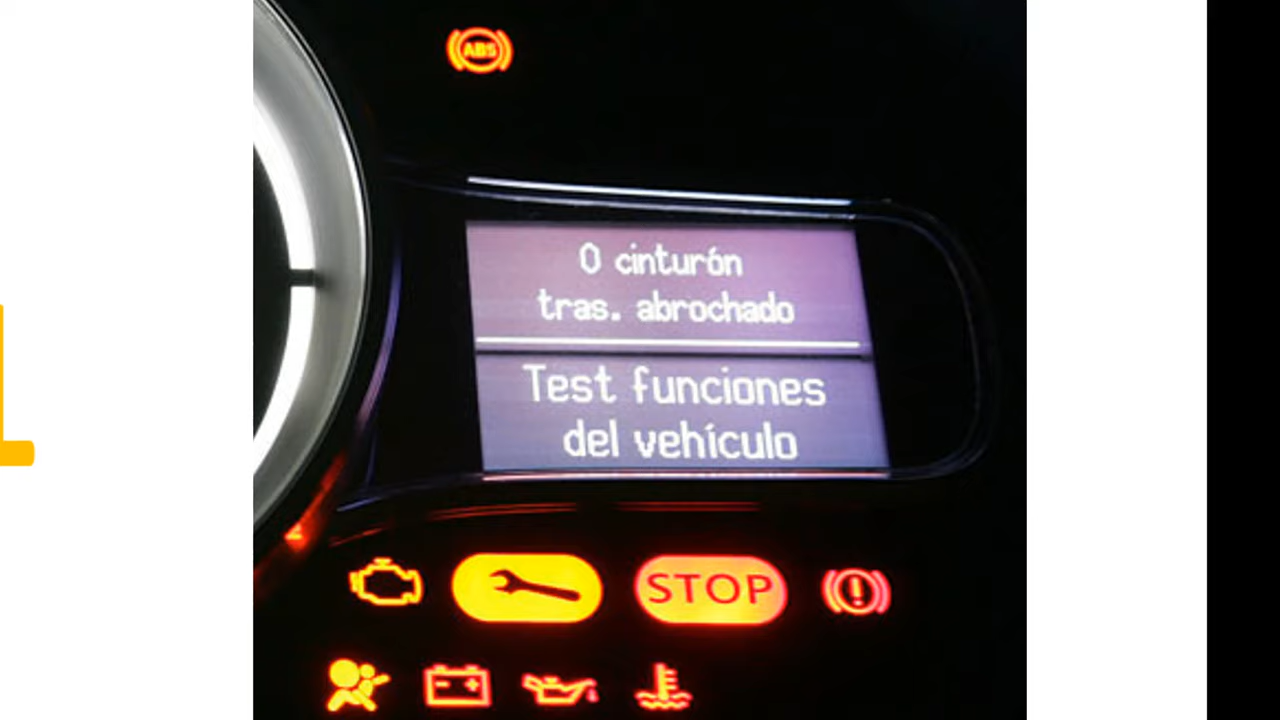 ABS
0 cinturón
tras. abrochado
Test funciones
del vehículo
STOP